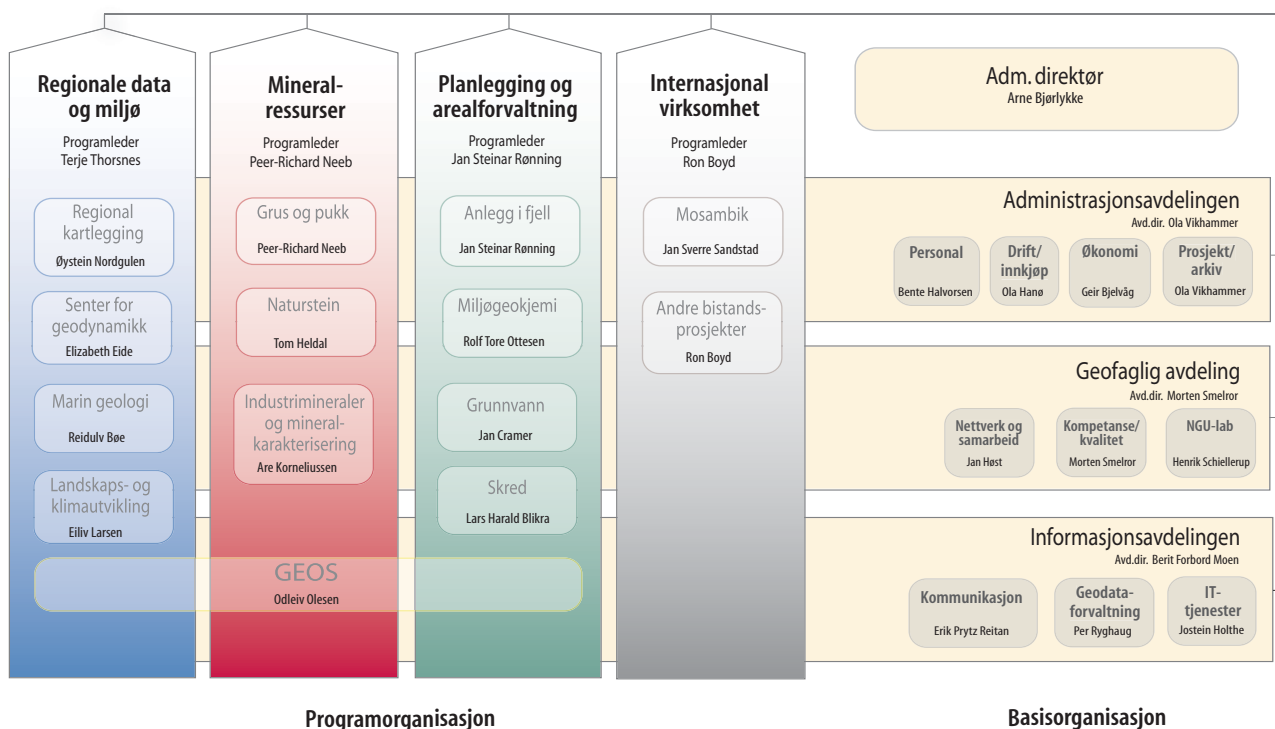 Regionale data
og miljø
Programleder
Terje Thorsnes
Regional
kartlegging
Øystein Nordgulen
Senter for
geodynamikk
Elizabeth Eide
Marin geologi
Reidulv Bøe
Landskaps- og
klimautvikling
Eiliv Larsen
Mineral-
ressurser
Programleder
Peer-Richard Neeb
Grus og pukk
Peer-Richard Neeb
Naturstein
Tom Heldal
Industrimineraler
og mineral-
karakterisering
Are Korneliussen
Planlegging og
arealforvaltning
Programleder
Jan Steinar Rønning
Anlegg i fjell
Jan Steinar Rønning
Miljøgeokjemi
Rolf Tore Ottesen
Grunnvann
Jan Cramer
Skred
Lars Harald Blikra
GEOS
Odleiv Olesen
Internasjonal
virksomhet
Programleder
Ron Boyd
Mosambik
Jan Sverre Sandstad
Andre bistands-
prosjekter
Ron Boyd
Programorganisasjon
Adm. direktør
Arne Bjørlykke
Administrasjonsavdelingen
Avd.dir. Ola Vikhammer
Personal
Bente Halvorsen
Drift/
innkjøp
Ola Hanø
Økonomi
Geir Bjelvåg
Prosjekt/
arkiv
Ola Vikhammer
Geofaglig avdeling
Avd.dir. Morten Smelror
Nettverk og
samarbeid
Jan Høst
Kompetanse/
kvalitet
Morten Smelror
NGU-lab
Henrik Schiellerup
Informasjonsavdelingen
Avd.dir. Berit Forbord Moen
Kommunikasjon
Erik Prytz Reitan
Geodata-
forvaltning
Per Ryghaug
IT-
tjenester
Jostein Holthe
Basisorganisasjon